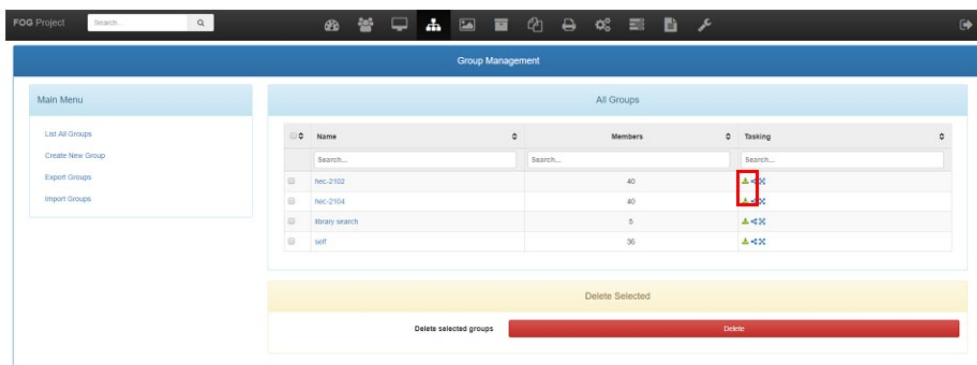 FOG Project Search...
Group Management
Main Menu
List All Groups
Create New Group
Export Groups
Import Groups
All Groups
Name Members Tasking
Search... Search... Search...
hec-2102 40
hec-2104 40
library search 5
self 36
Delete Selected
Delete selected groups Delete